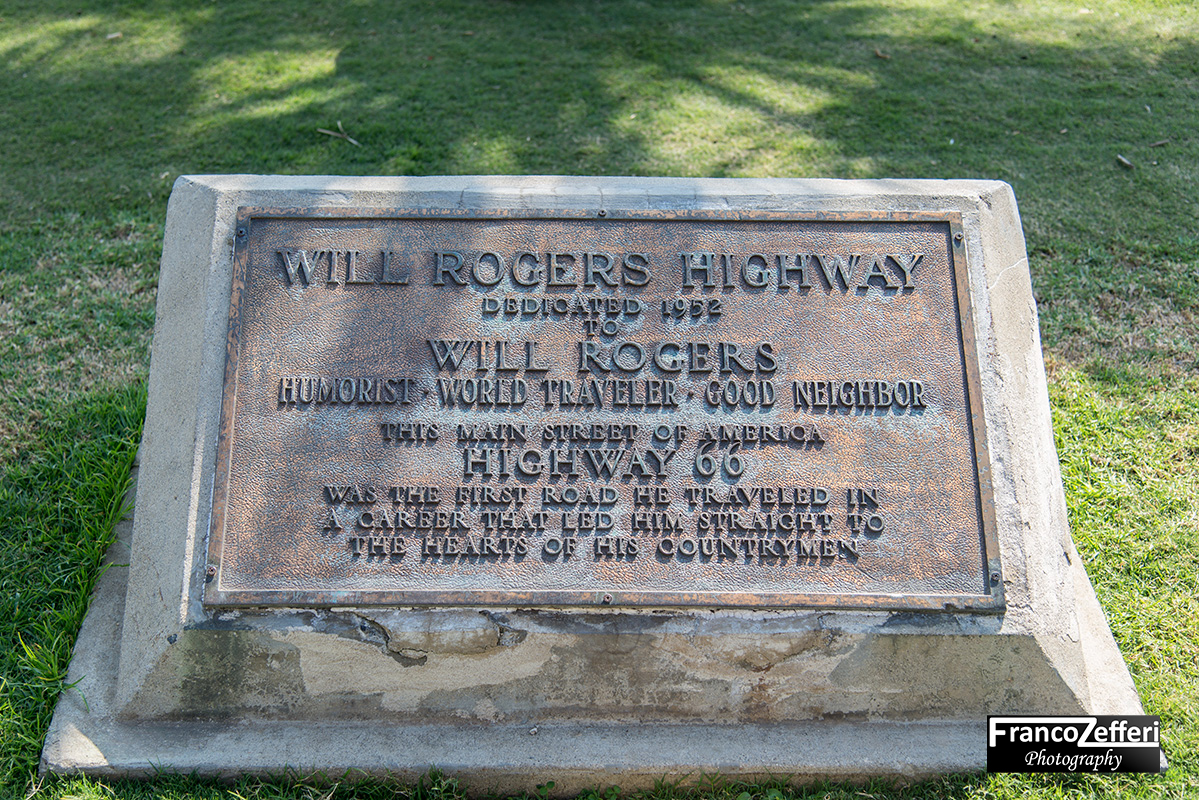 WILL ROGERS HIGHWAY
DEDICATED 1952
TO
WILL ROGERS
HUMORIST · WORLD TRAVELER · GOOD NEIGHBOR
THIS MAIN STREET OF AMERICA
HIGHWAY 66
WAS THE FIRST ROAD HE TRAVELED IN
A CAREER THAT LED HIM STRAIGHT TO
THE HEARTS OF HIS COUNTRYMEN
FrancoZefferi
Photography